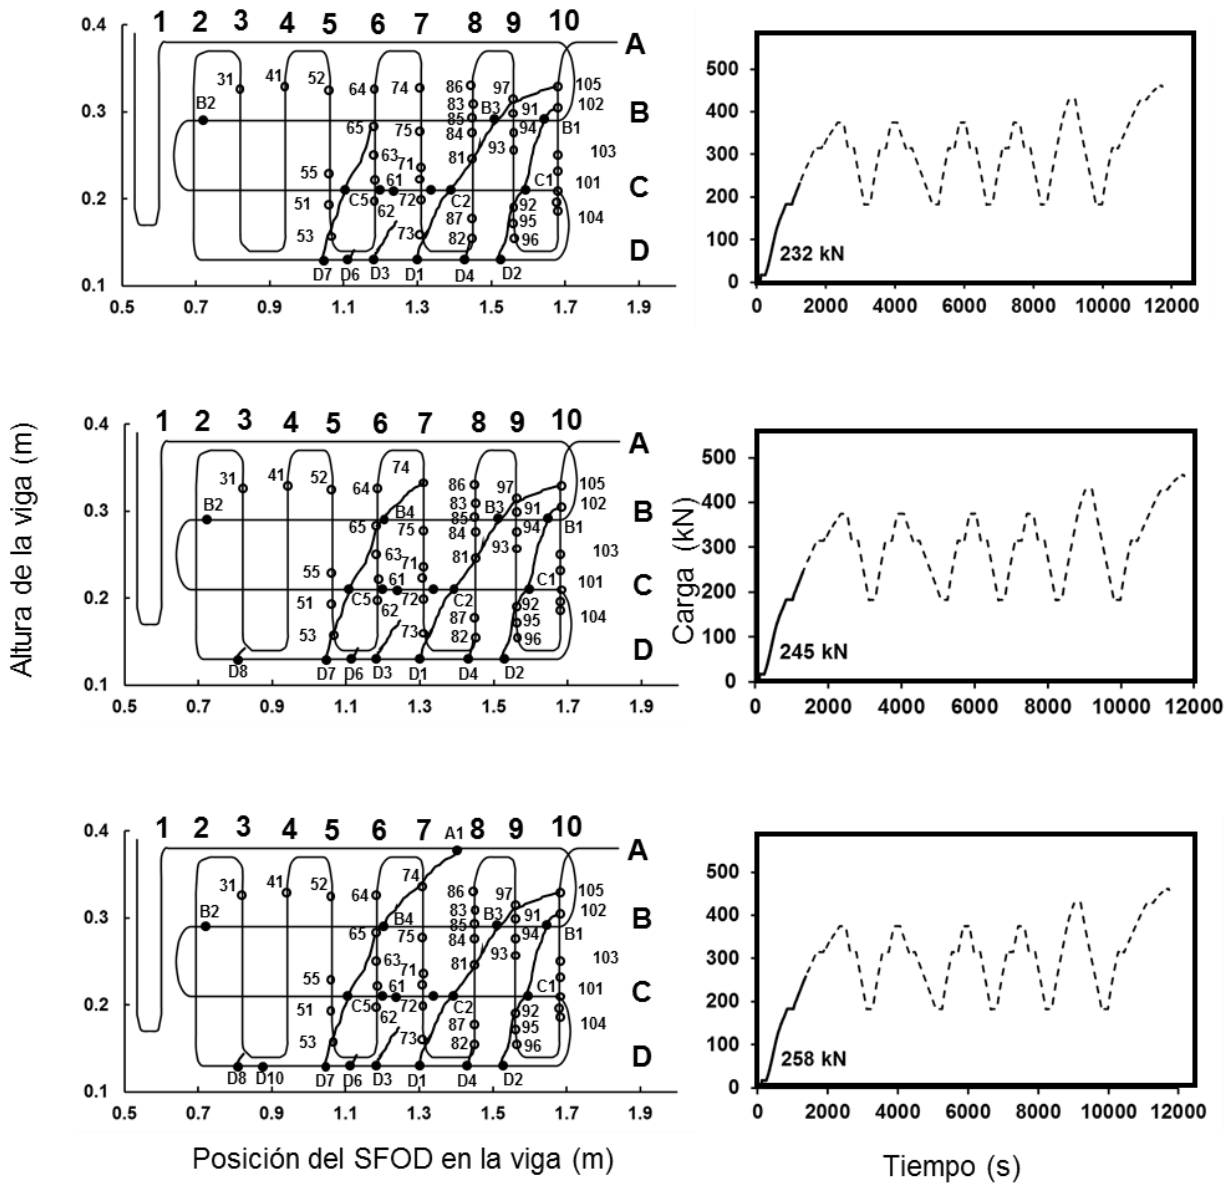 1 2 3 4 5 6 7 8 9 10
0.4
A
31 41 52 64 74 86 97 105
83 102
B2 B3 91
0.3
B
85 B1
65 75 84 94
63 93 103
71 81
55 61 101
C5 C2 C1
C
0.2
51 62 72 92 104
87 95
53 73 82 96
D
D7 D6 D3 D1 D4 D2
0.1
0.5 0.7 0.9 1.1 1.3 1.5 1.7 1.9
500
400
300
200
100
0
232 kN
0 2000 4000 6000 8000 10000 12000
Altura de la viga (m)
1 2 3 4 5 6 7 8 9 10
0.4
A
31 41 52 64 74 86 97 105
83 102
B2 B4 B3 91
0.3
B
85 B1
65 75 84 94
63 93 103
71 81
55 61 101
C5 C2 C1
C
0.2
51 62 72 92 104
87 95
53 73 82 96
D
D8 D7 D6 D3 D1 D4 D2
0.1
0.5 0.7 0.9 1.1 1.3 1.5 1.7 1.9
Carga (kN)
500
400
300
200
100
0
245 kN
0 2000 4000 6000 8000 10000 12000
1 2 3 4 5 6 7 8 9 10
0.4
A1
A
31 41 52 64 74 86 97 105
83 102
B2 B4 B3 91
0.3
B
85 B1
65 75 84 94
63 93 103
71 81
55 61 101
C5 C2 C1
C
0.2
51 62 72 92 104
87 95
53 73 82 96
D
D8 D10 D7 D6 D3 D1 D4 D2
0.1
0.5 0.7 0.9 1.1 1.3 1.5 1.7 1.9
500
400
300
200
100
0
258 kN
0 2000 4000 6000 8000 10000 12000
Posición del SFOD en la viga (m)
Tiempo (s)